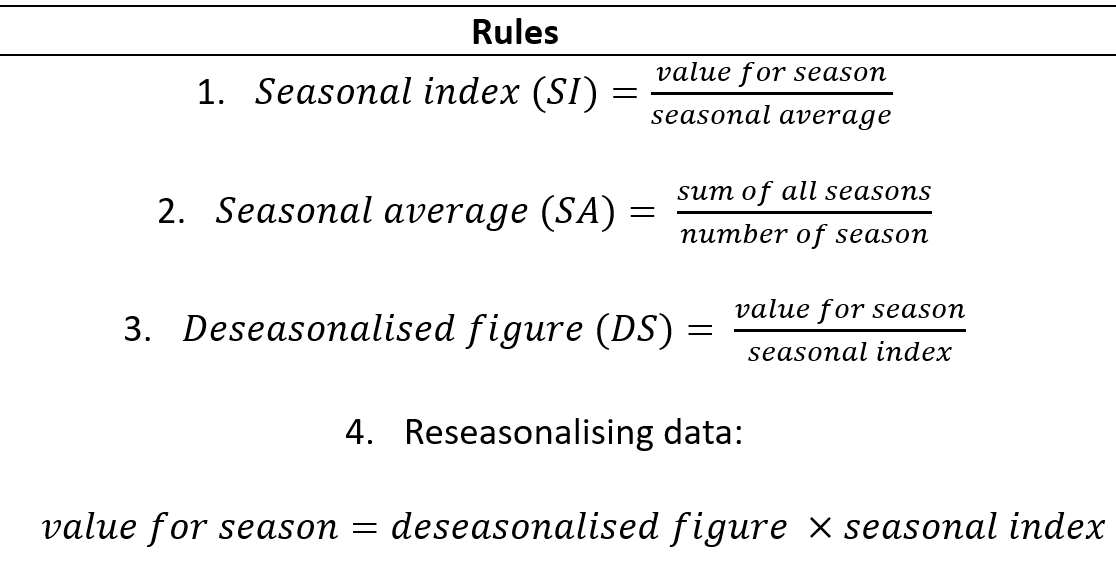 Rules
1. Seasonal index (SI) = value for season / seasonal average
2. Seasonal average (SA) = sum of all seasons / number of season
3. Deseasonalised figure (DS) = value for season / seasonal index
4. Reseasonalising data:
value for season = deseasonalised figure × seasonal index